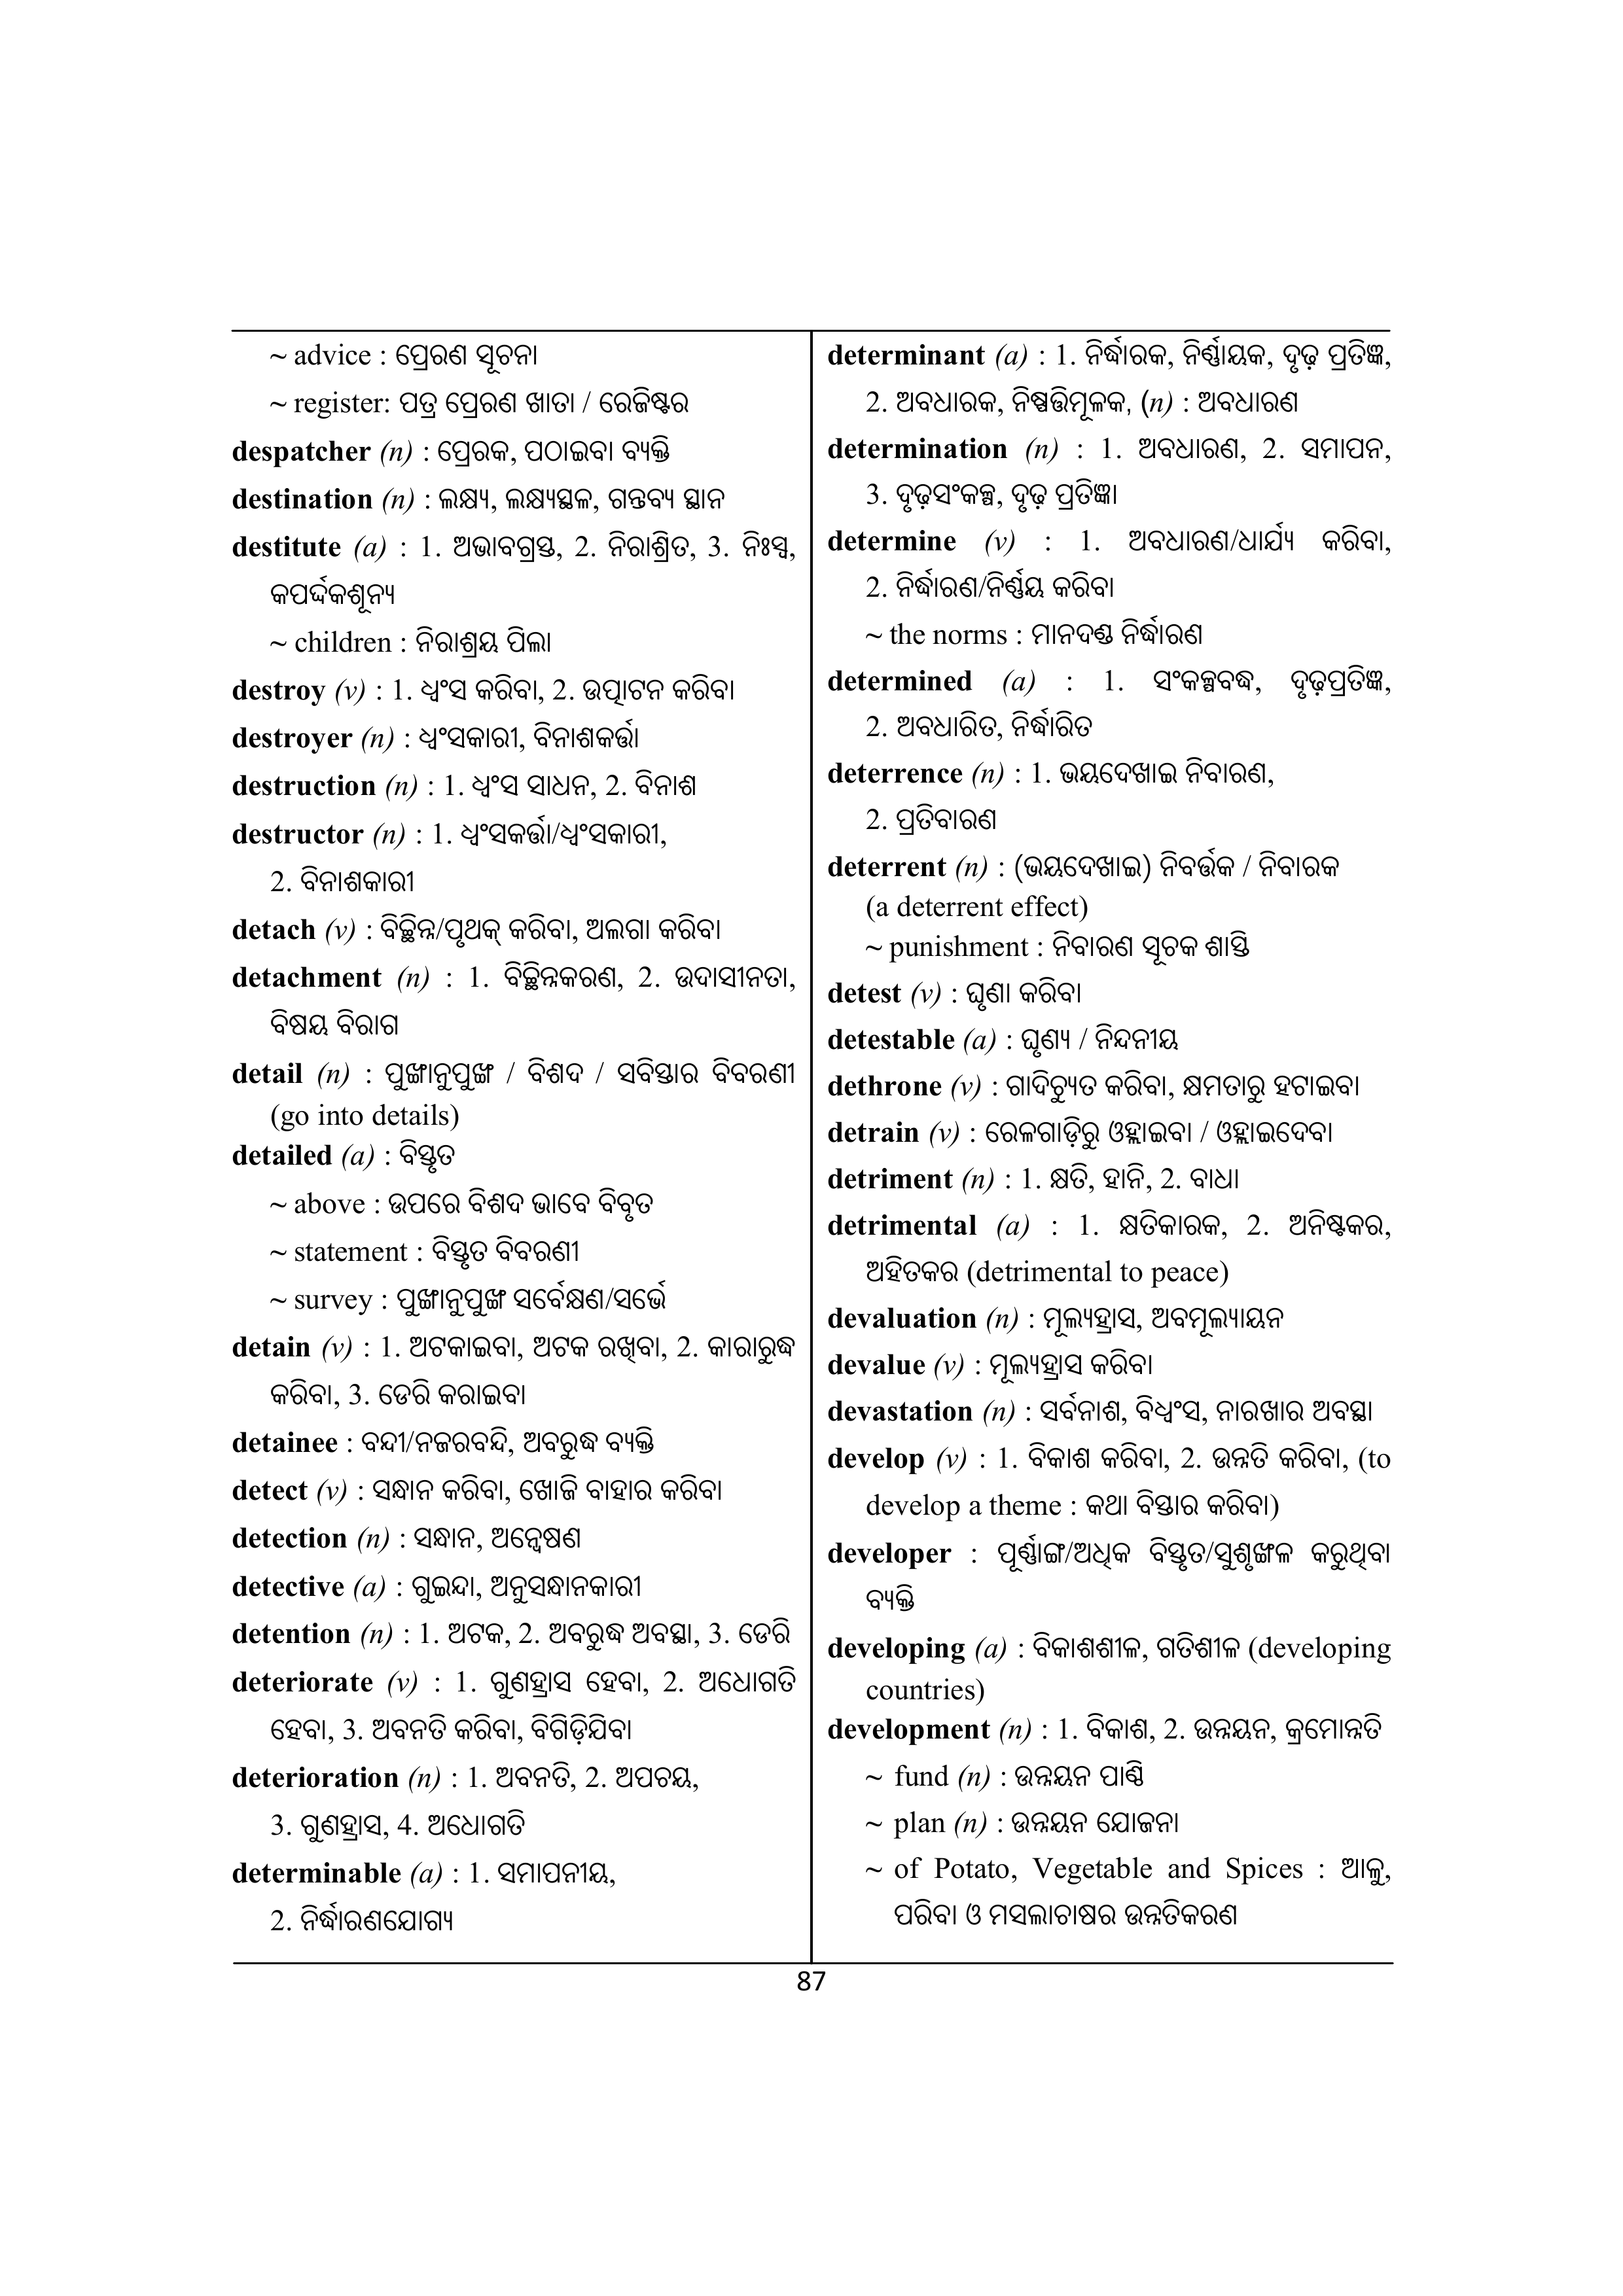 ~ advice : ପ୍ରେରଣ ସୂଚନା
~ register: ପତ୍ର ପ୍ରେରଣ ଖାତା / ରେଜିଷ୍ଟର
despatcher (n) : ପ୍ରେରକ, ପଠାଇବା ବ୍ୟକ୍ତି
destination (n) : ଲକ୍ଷ୍ୟ, ଲକ୍ଷ୍ୟସ୍ଥଳ, ଗନ୍ତବ୍ୟ ସ୍ଥାନ
destitute (a) : 1. ଅଭାବଗ୍ରସ୍ତ, 2. ନିରାଶ୍ରିତ, 3. ନିଃସ୍ୱ,
କପର୍ଦ୍ଦକଶୂନ୍ୟ
~ children : ନିରାଶ୍ରୟ ପିଲା
destroy (v) : 1. ଧ୍ୱଂସ କରିବା, 2. ଉତ୍ପାଟନ କରିବା
destroyer (n) : ଧ୍ୱଂସକାରୀ, ବିନାଶକର୍ତ୍ତା
destruction (n) : 1. ଧ୍ୱଂସ ସାଧନ, 2. ବିନାଶ
destructor (n) : 1. ଧ୍ୱଂସକର୍ତ୍ତା/ଧ୍ୱଂସକାରୀ,
2. ବିନାଶକାରୀ
detach (v) : ବିଚ୍ଛିନ୍ନ/ପୃଥକ୍ କରିବା, ଅଲଗା କରିବା
detachment (n) : 1. ବିଚ୍ଛିନ୍ନକରଣ, 2. ଉଦାସୀନତା,
ବିଷୟ ବିରାଗ
detail (n) : ପୁଙ୍ଖାନୁପୁଙ୍ଖ / ବିଶଦ / ସବିସ୍ତାର ବିବରଣୀ
(go into details)
detailed (a) : ବିସ୍ତୃତ
~ above : ଉପରେ ବିଶଦ ଭାବେ ବିବୃତ
~ statement : ବିସ୍ତୃତ ବିବରଣୀ
~ survey : ପୁଙ୍ଖାନୁପୁଙ୍ଖ ସର୍ବେକ୍ଷଣ/ସର୍ଭେ
detain (v) : 1. ଅଟକାଇବା, ଅଟକ ରଖିବା, 2. କାରାରୁଦ୍ଧ
କରିବା, 3. ଡେରି କରାଇବା
detainee : ବନ୍ଦୀ/ନଜରବନ୍ଦି, ଅବରୁଦ୍ଧ ବ୍ୟକ୍ତି
detect (v) : ସନ୍ଧାନ କରିବା, ଖୋଜି ବାହାର କରିବା
detection (n) : ସନ୍ଧାନ, ଅନ୍ୱେଷଣ
detective (a) : ଗୁଇନ୍ଦା, ଅନୁସନ୍ଧାନକାରୀ
detention (n) : 1. ଅଟକ, 2. ଅବରୁଦ୍ଧ ଅବସ୍ଥା, 3. ଡେରି
deteriorate (v) : 1. ଗୁଣହ୍ରାସ ହେବା, 2. ଅଧୋଗତି
ହେବା, 3. ଅବନତି କରିବା, ବିଗିଡ଼ିଯିବା
deterioration (n) : 1. ଅବନତି, 2. ଅପଚୟ,
3. ଗୁଣହ୍ରାସ, 4. ଅଧୋଗତି
determinable (a) : 1. ସମାପନୀୟ,
2. ନିର୍ଦ୍ଧାରଣଯୋଗ୍ୟ
determinant (a) : 1. ନିର୍ଦ୍ଧାରକ, ନିର୍ଣ୍ଣାୟକ, ଦୃଢ଼ ପ୍ରତିଜ୍ଞ,
2. ଅବଧାରକ, ନିଷ୍ପତ୍ତିମୂଳକ, (n) : ଅବଧାରଣ
determination (n) : 1. ଅବଧାରଣ, 2. ସମାପନ,
3. ଦୃଢ଼ସଂକଳ୍ପ, ଦୃଢ଼ ପ୍ରତିଜ୍ଞା
determine (v) : 1. ଅବଧାରଣ/ଧାର୍ଯ୍ୟ କରିବା,
2. ନିର୍ଦ୍ଧାରଣ/ନିର୍ଣ୍ଣୟ କରିବା
~ the norms : ମାନଦଣ୍ଡ ନିର୍ଦ୍ଧାରଣ
determined (a) : 1. ସଂକଳ୍ପବଦ୍ଧ, ଦୃଢ଼ପ୍ରତିଜ୍ଞ,
2. ଅବଧାରିତ, ନିର୍ଦ୍ଧାରିତ
deterrence (n) : 1. ଭୟଦେଖାଇ ନିବାରଣ,
2. ପ୍ରତିବାରଣ
deterrent (n) : (ଭୟଦେଖାଇ) ନିବର୍ତ୍ତକ / ନିବାରକ
(a deterrent effect)
~ punishment : ନିବାରଣ ସୂଚକ ଶାସ୍ତି
detest (v) : ଘୃଣା କରିବା
detestable (a) : ଘୃଣ୍ୟ / ନିନ୍ଦନୀୟ
dethrone (v) : ଗାଦିଚ୍ୟୁତ କରିବା, କ୍ଷମତାରୁ ହଟାଇବା
detrain (v) : ରେଳଗାଡ଼ିରୁ ଓହ୍ଲାଇବା / ଓହ୍ଲାଇଦେବା
detriment (n) : 1. କ୍ଷତି, ହାନି, 2. ବାଧା
detrimental (a) : 1. କ୍ଷତିକାରକ, 2. ଅନିଷ୍ଟକର,
ଅହିତକର (detrimental to peace)
devaluation (n) : ମୂଲ୍ୟହ୍ରାସ, ଅବମୂଲ୍ୟାୟନ
devalue (v) : ମୂଲ୍ୟହ୍ରାସ କରିବା
devastation (n) : ସର୍ବନାଶ, ବିଧ୍ୱଂସ, ନାରଖାର ଅବସ୍ଥା
develop (v) : 1. ବିକାଶ କରିବା, 2. ଉନ୍ନତି କରିବା, (to
develop a theme : କଥା ବିସ୍ତାର କରିବା)
developer : ପୂର୍ଣ୍ଣାଙ୍ଗ/ଅଧିକ ବିସ୍ତୃତ/ସୁଶୃଙ୍ଖଳ କରୁଥିବା
ବ୍ୟକ୍ତି
developing (a) : ବିକାଶଶୀଳ, ଗତିଶୀଳ (developing
countries)
development (n) : 1. ବିକାଶ, 2. ଉନ୍ନୟନ, କ୍ରମୋନ୍ନତି
~ fund (n) : ଉନ୍ନୟନ ପାଣ୍ଠି
~ plan (n) : ଉନ୍ନୟନ ଯୋଜନା
~ of Potato, Vegetable and Spices : ଆଳୁ,
ପରିବା ଓ ମସଲାଚାଷର ଉନ୍ନତିକରଣ
87